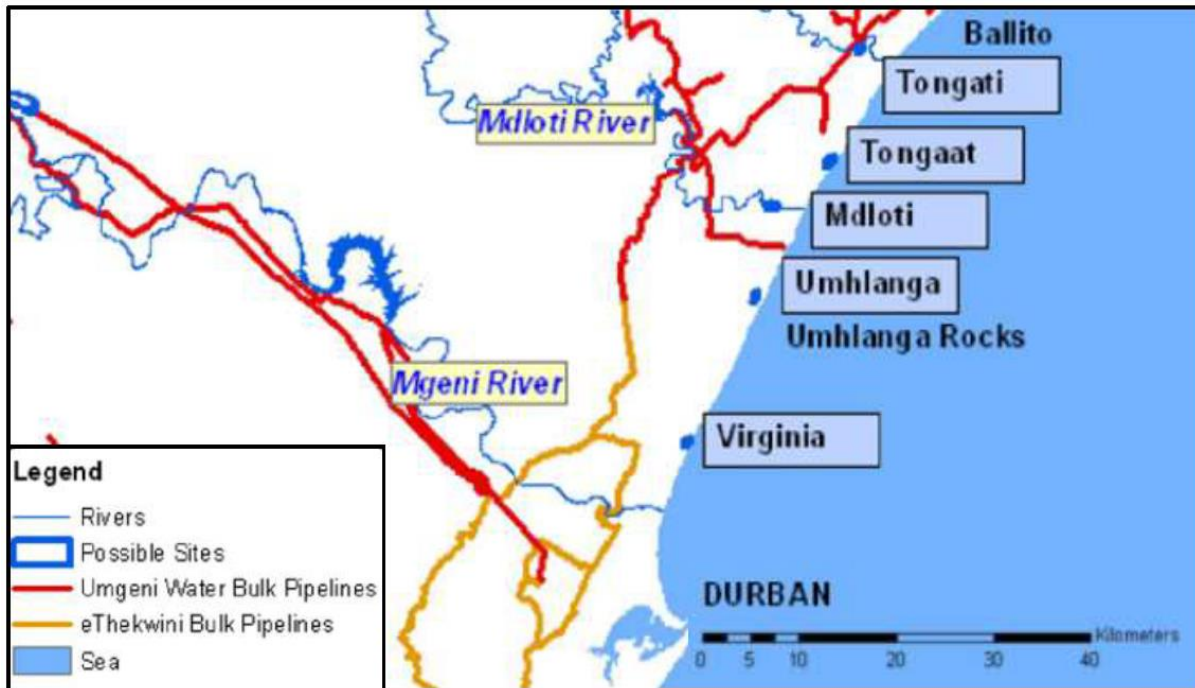 Ballito
Tongati
Mdloti River
Tongaat
Mdloti
Umhlanga
Umhlanga Rocks
Mgeni River
Virginia
Legend
Rivers
Possible Sites
Umgeni Water Bulk Pipelines
eThekwini Bulk Pipelines
Sea
DURBAN
Kilometers
0 5 10 20 30 40